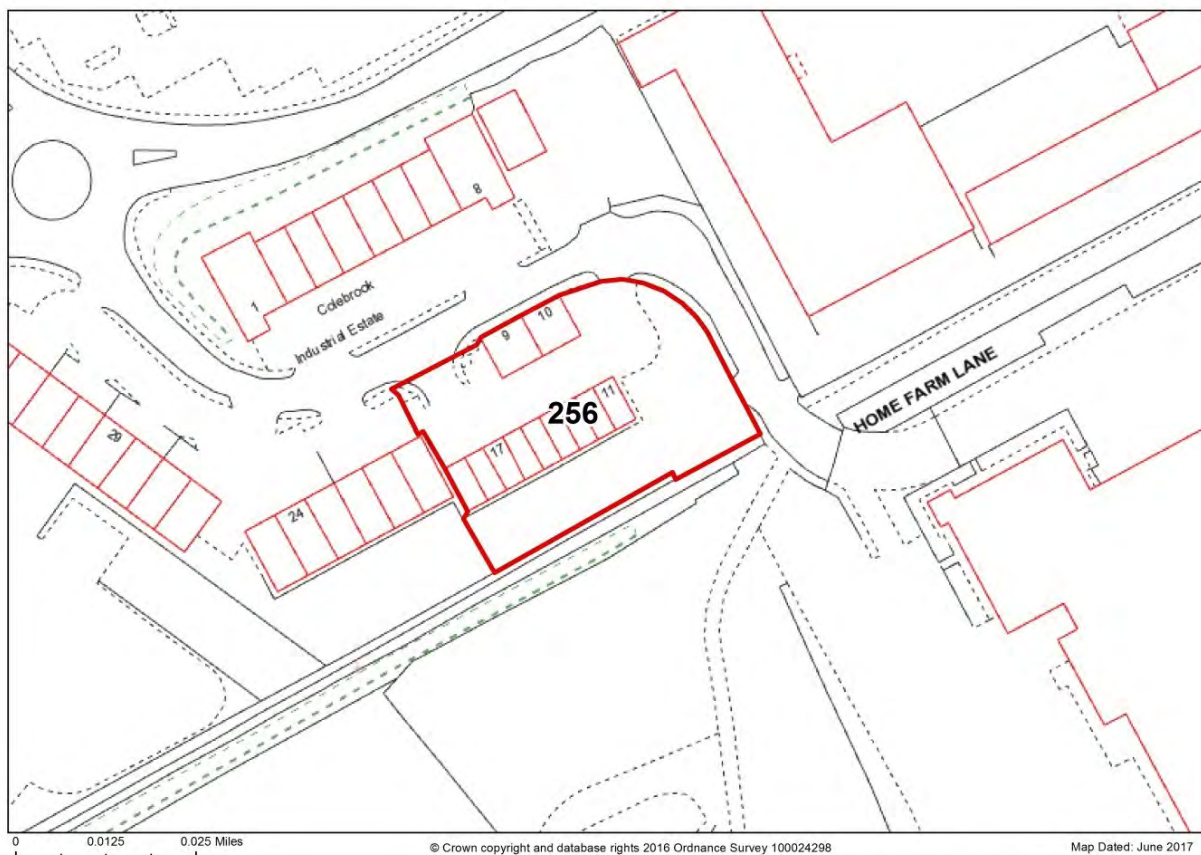 8
1
Colebrook
Industrial Estate
10
9
HOME FARM LANE
11
256
29
17
24
0 0.0125 0.025 Miles
© Crown copyright and database rights 2016 Ordnance Survey 100024298
Map Dated: June 2017